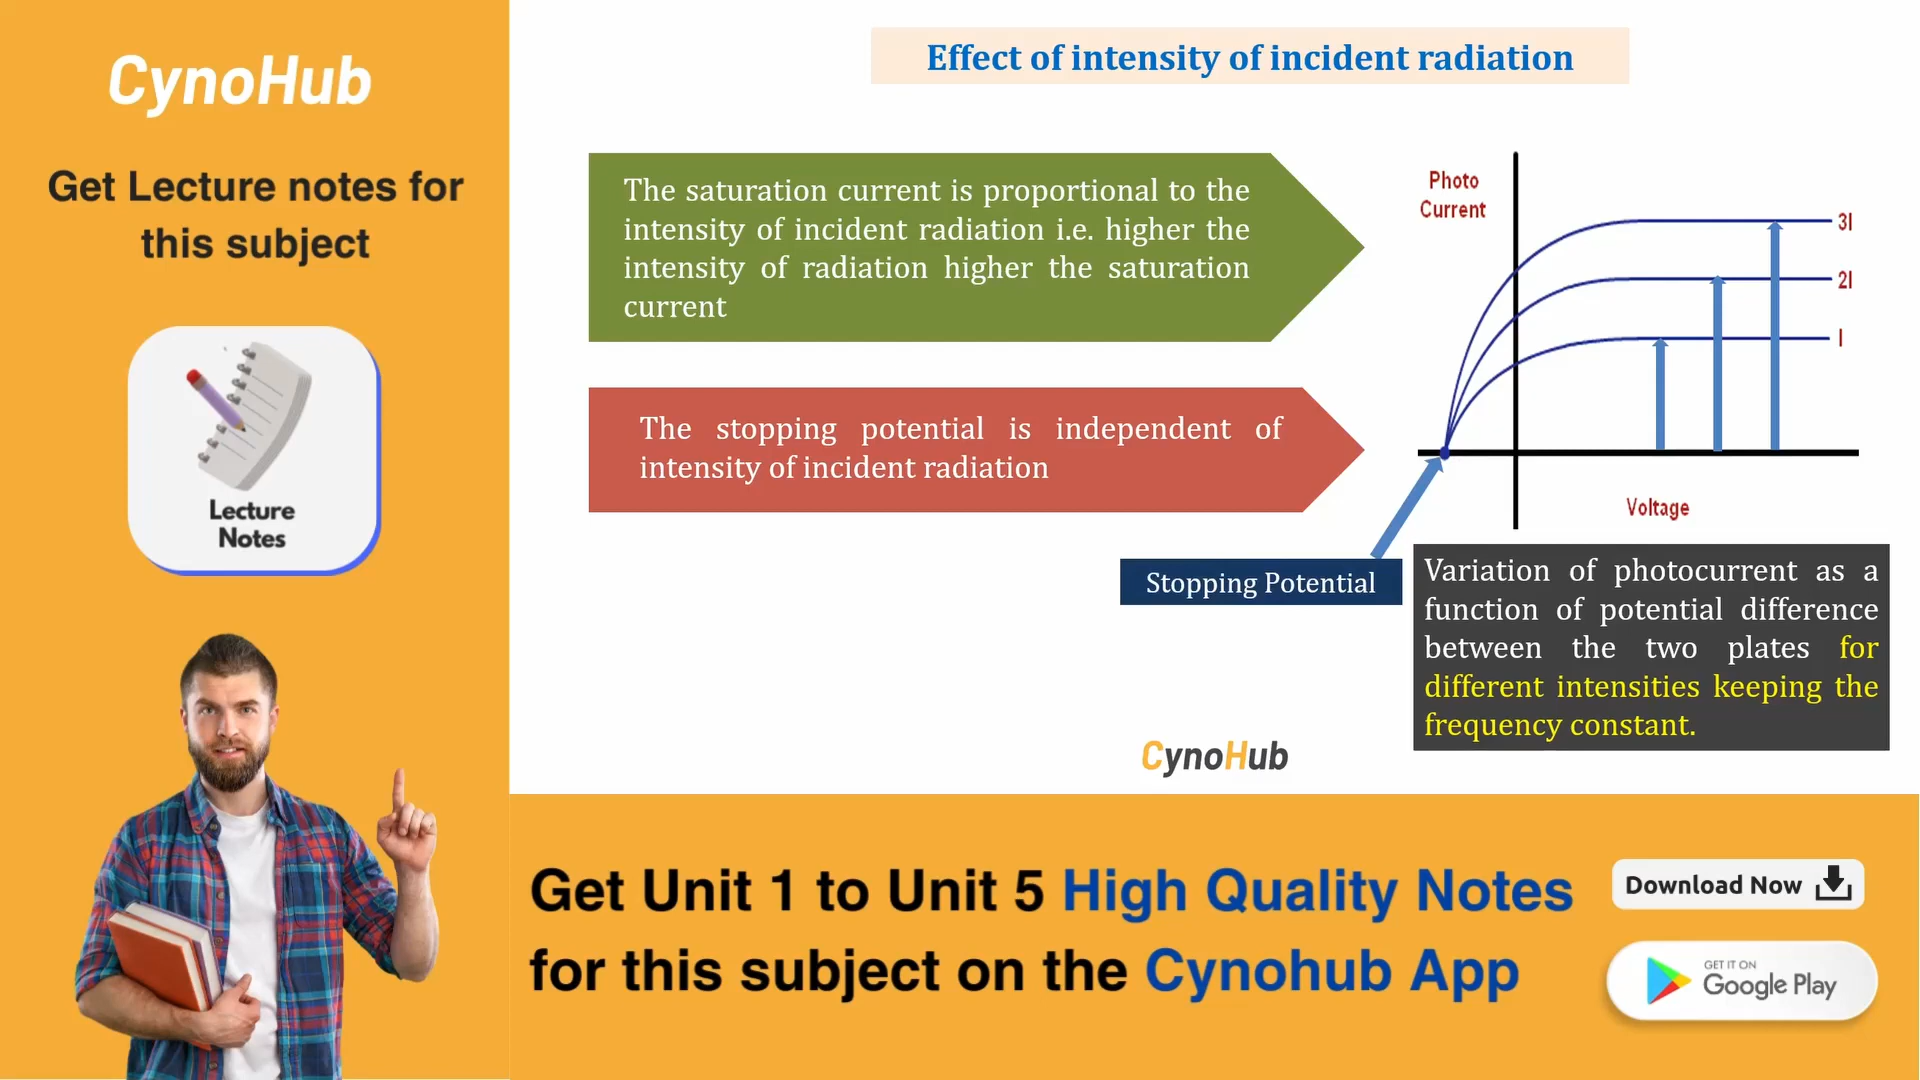 CynoHub
Get Lecture notes for
this subject
Lecture
Notes
Effect of intensity of incident radiation
The saturation current is proportional to the
intensity of incident radiation i.e. higher the
intensity of radiation higher the saturation
current
The stopping potential is independent of
intensity of incident radiation
Photo
Current
3I
2I
I
Voltage
Stopping Potential
Variation of photocurrent as a
function of potential difference
between the two plates for
different intensities keeping the
frequency constant.
CynoHub
Get Unit 1 to Unit 5 High Quality Notes
for this subject on the Cynohub App
Download Now
GET IT ON
Google Play